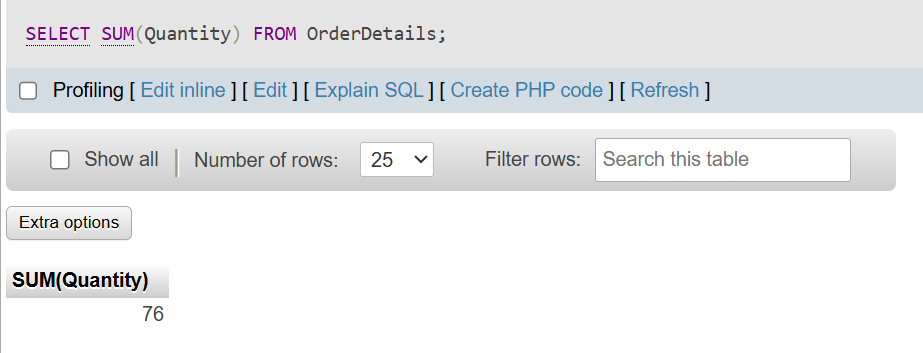 SELECT SUM(Quantity) FROM OrderDetails;
Profiling [ Edit inline ] [ Edit ] [ Explain SQL ] [ Create PHP code ] [ Refresh ]
Show all | Number of rows: 25 Filter rows: Search this table
Extra options
SUM(Quantity)
76